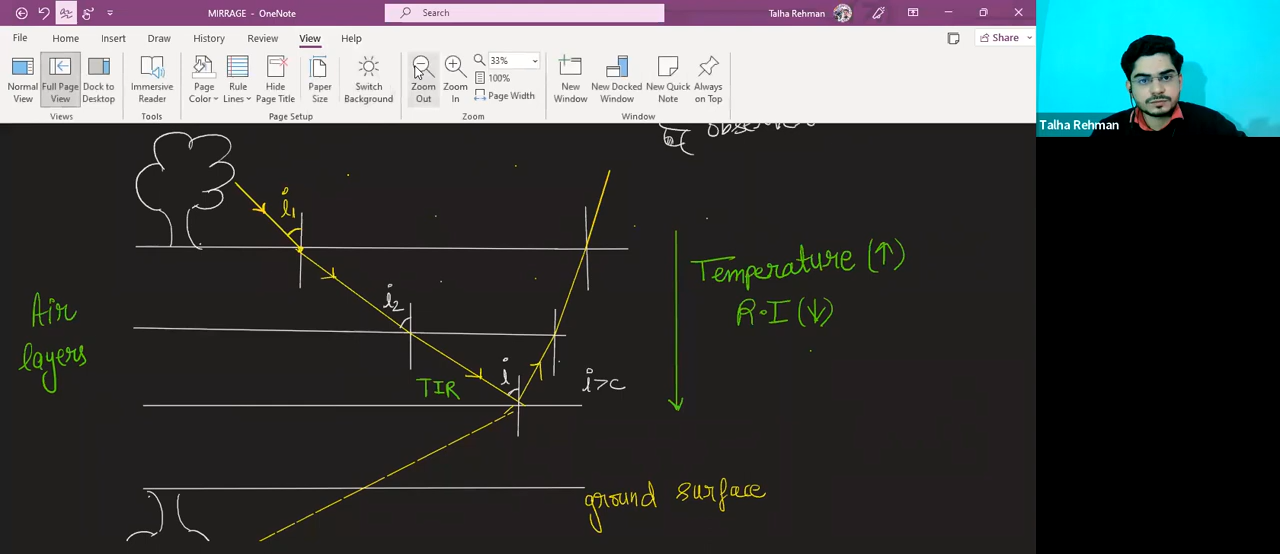 MIRRAGE - OneNote
Search
Talha Rehman
File
Home
Insert
Draw
History
Review
View
Help
Share
Normal View
Full Page View
Dock to Desktop
Immersive Reader
Page Color
Rule Lines
Hide Page Title
Paper Size
Switch Background
Zoom Out
Zoom In
33%
100%
Page Width
New Window
New Docked Window
New Quick Note
Always on Top
Views
Tools
Page Setup
Zoom
Window
Talha Rehman
i₁
Temperature (↑)
R.I (↓)
i₂
Air
layers
TIR
i
i>c
ground surface